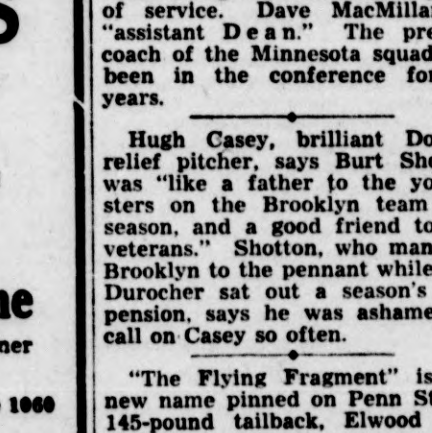 S
ne
ner
1060
of service. Dave MacMilla
"assistant Dean." The pre
coach of the Minnesota squad
been in the conference fo
years.
Hugh Casey, brilliant Do
relief pitcher, says Burt Sho
was "like a father to the yo
sters on the Brooklyn team
season, and a good friend to
veterans." Shotton, who man
Brooklyn to the pennant while
Durocher sat out a season's
pension, says he was ashame
call on Casey so often.
"The Flying Fragment" is
new name pinned on Penn St
145-pound tailback, Elwood